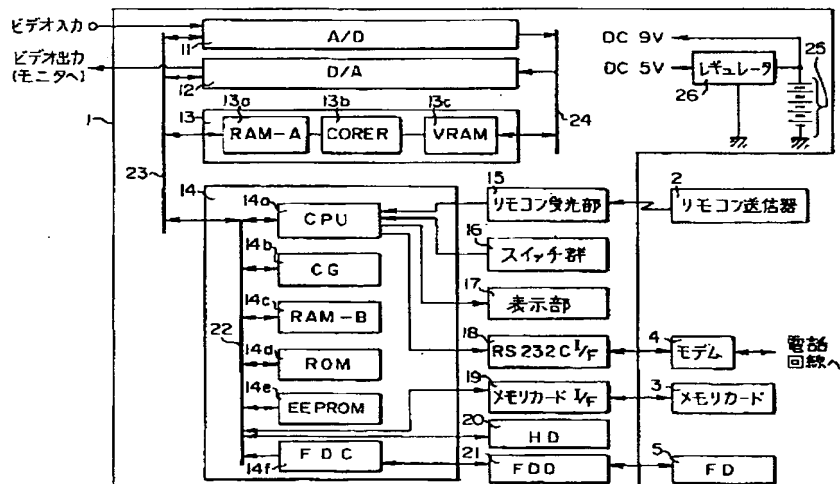 ビデオ入力
ビデオ出力
(モニタへ)
1
11
A/D
12
D/A
13
13a
RAM-A
13b
CORER
13c
VRAM
23
24
DC 9V
DC 5V
レギュレータ
26
25
14
14a
CPU
14b
CG
14c
RAM-B
22
14d
ROM
14e
EEPROM
14f
FDC
15
リモコン受光部
2
リモコン送信器
16
スイッチ群
17
表示部
18
RS232C I/F
4
モデム
電話
回線へ
19
メモリカード I/F
3
メモリカード
20
HD
21
FDD
5
FD